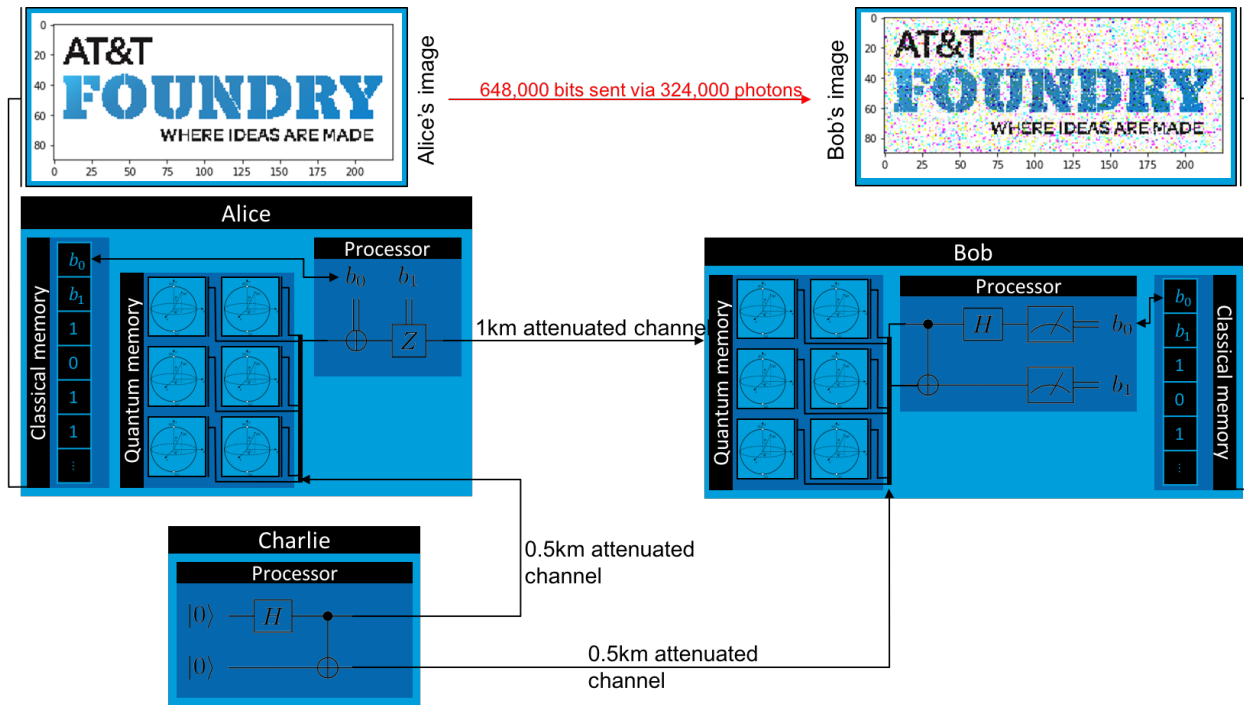 0
20
40
60
80
0
25
50
75
100
125
150
175
200
AT&T
FOUNDRY
WHERE IDEAS ARE MADE
Alice's image
648,000 bits sent via 324,000 photons
Bob's image
0
20
40
60
80
0
25
50
75
100
125
150
175
200
AT&T
FOUNDRY
WHERE IDEAS ARE MADE
Alice
Classical memory
b₀
b₁
1
0
1
1
...
Quantum memory
Processor
b₀ b₁
Z
1km attenuated channel
Bob
Quantum memory
Processor
H
b₀
b₁
b₀
b₁
1
0
1
...
Classical memory
Charlie
Processor
|0⟩
H
|0⟩
0.5km attenuated
channel
0.5km attenuated
channel